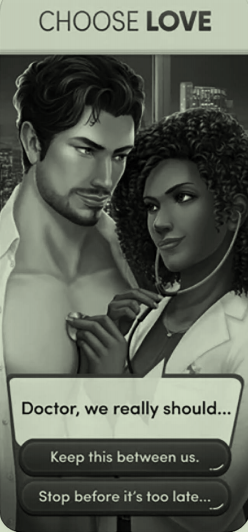 CHOOSE LOVE
Doctor, we really should...
Keep this between us.
Stop before it's too late...